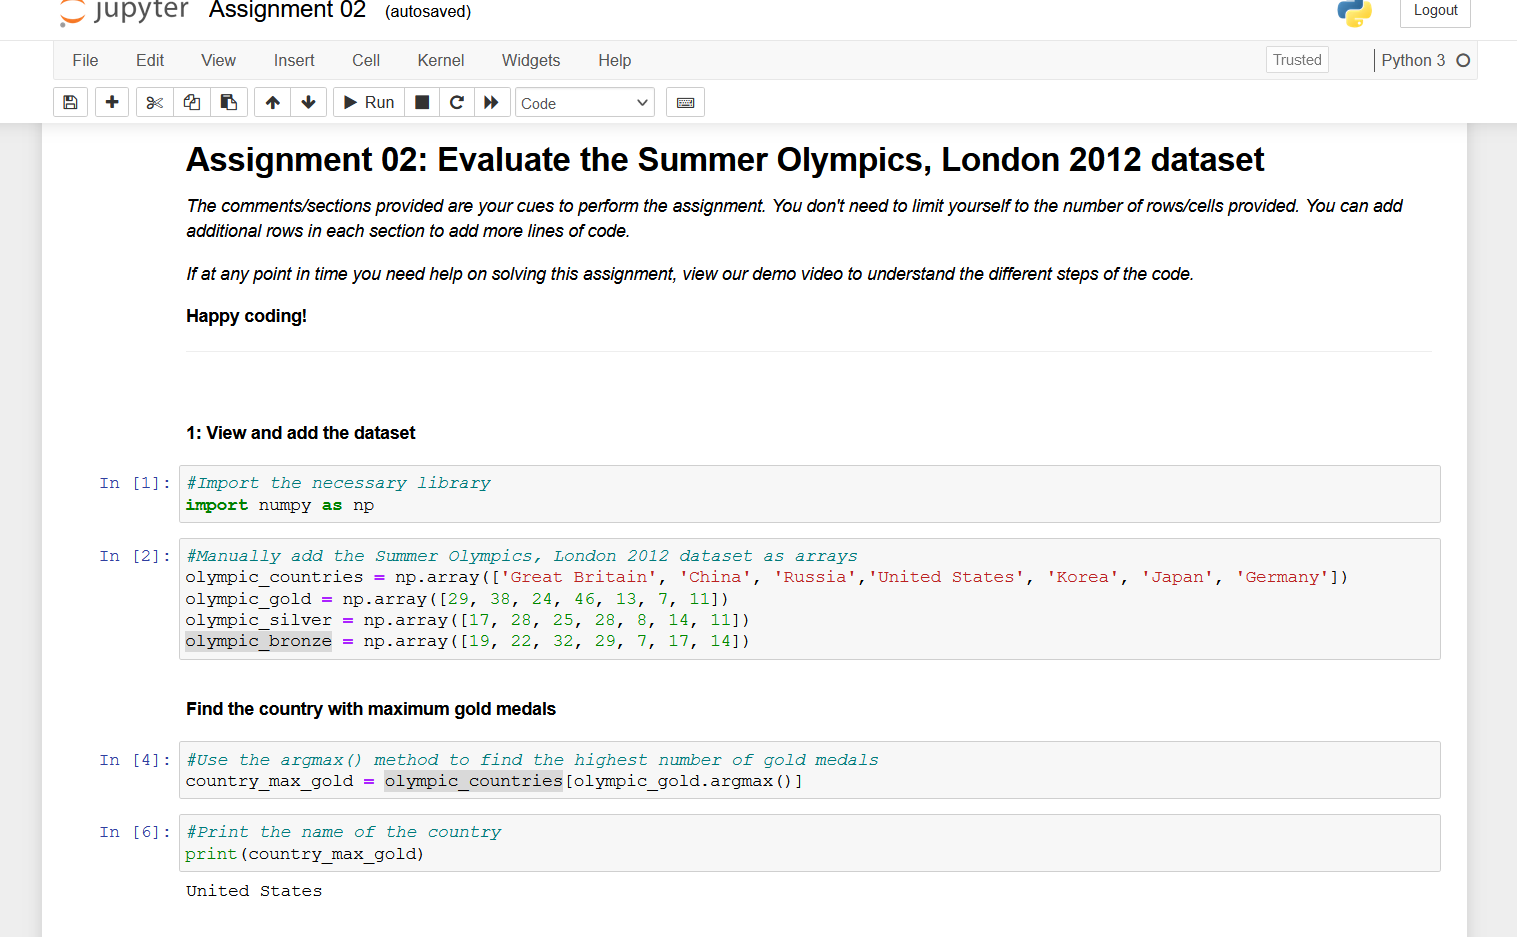 jupyter Assignment 02 (autosaved)
Logout
File Edit View Insert Cell Kernel Widgets Help
Trusted
Python 3
Run
Code
Assignment 02: Evaluate the Summer Olympics, London 2012 dataset
The comments/sections provided are your cues to perform the assignment. You don't need to limit yourself to the number of rows/cells provided. You can add
additional rows in each section to add more lines of code.
If at any point in time you need help on solving this assignment, view our demo video to understand the different steps of the code.
Happy coding!
1: View and add the dataset
In [1]: #Import the necessary library
import numpy as np
In [2]: #Manually add the Summer Olympics, London 2012 dataset as arrays
olympic_countries = np.array(['Great Britain', 'China', 'Russia','United States', 'Korea', 'Japan', 'Germany'])
olympic_gold = np.array([29, 38, 24, 46, 13, 7, 11])
olympic_silver = np.array([17, 28, 25, 28, 8, 14, 11])
olympic_bronze = np.array([19, 22, 32, 29, 7, 17, 14])
Find the country with maximum gold medals
In [4]: #Use the argmax() method to find the highest number of gold medals
country_max_gold = olympic_countries[olympic_gold.argmax()]
In [6]: #Print the name of the country
print(country_max_gold)
United States